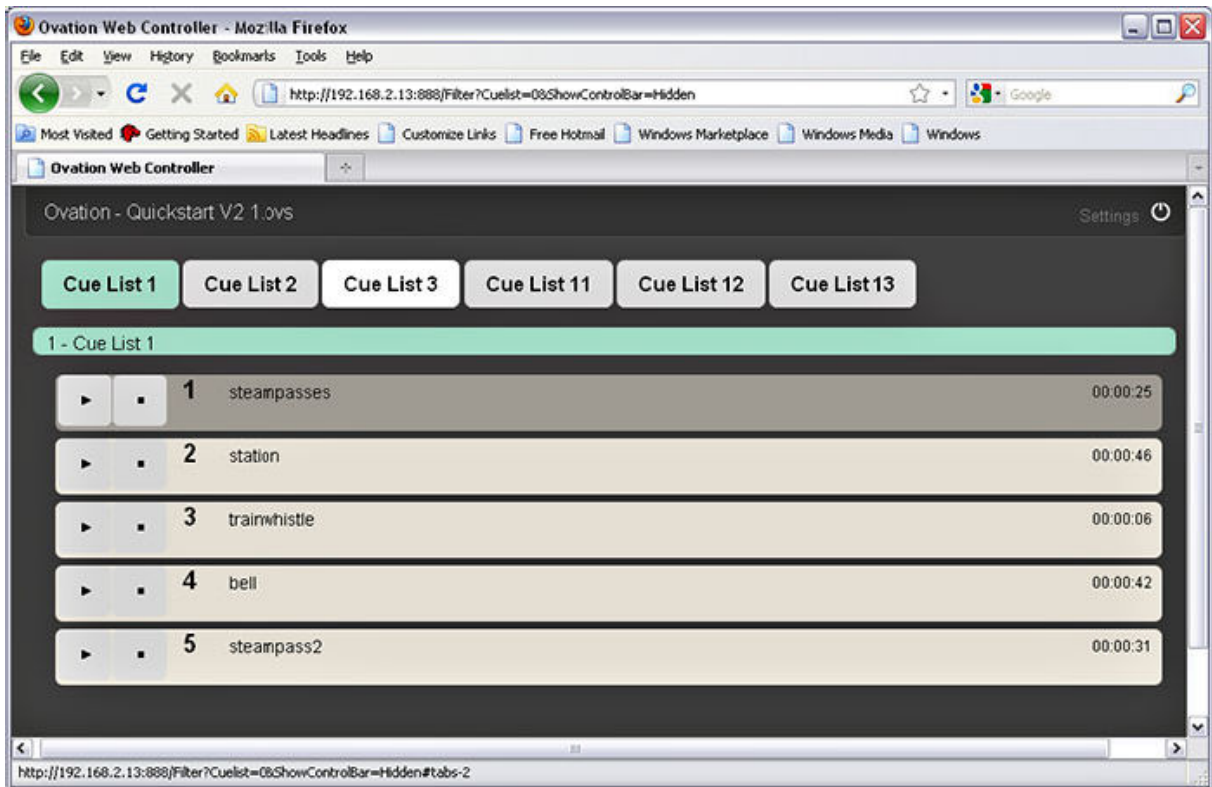 Ovation Web Controller - Mozilla Firefox
File Edit View History Bookmarks Tools Help
http://192.168.2.13:888/Filter?Cuelist=0&ShowControlBar=Hidden Google
Most Visited Getting Started Latest Headlines Customize Links Free Hotmail Windows Marketplace Windows Media Windows
Ovation Web Controller
Ovation - Quickstart V2 1.ovs Settings
Cue List 1 Cue List 2 Cue List 3 Cue List 11 Cue List 12 Cue List 13
1 - Cue List 1
1 steampasses 00:00:25
2 station 00:00:46
3 trainwhistle 00:00:06
4 bell 00:00:42
5 steampass2 00:00:31
http://192.168.2.13:888/Filter?Cuelist=0&ShowControlBar=Hidden#tabs-2